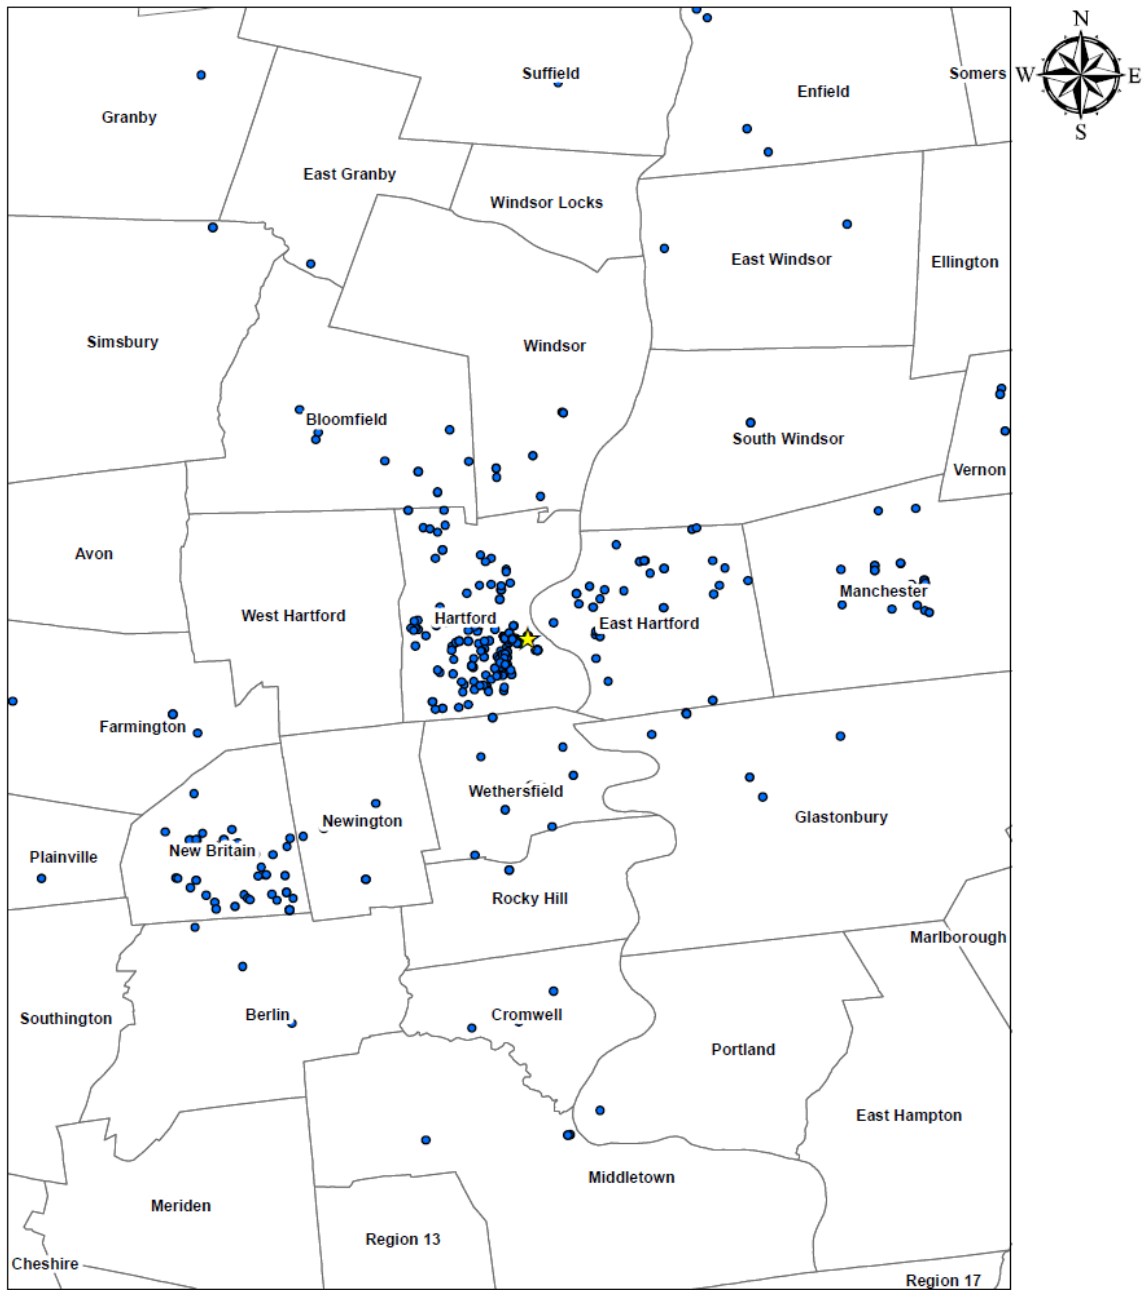 N
Suffield
Somers
W
E
Enfield
Granby
S
East Granby
Windsor Locks
East Windsor
Ellington
Simsbury
Windsor
Bloomfield
South Windsor
Vernon
Avon
Manchester
West Hartford
Hartford
East Hartford
Farmington
Wethersfield
Glastonbury
Newington
New Britain
Plainville
Rocky Hill
Marlborough
Southington
Berlin
Cromwell
Portland
East Hampton
Middletown
Meriden
Region 13
Cheshire
Region 17